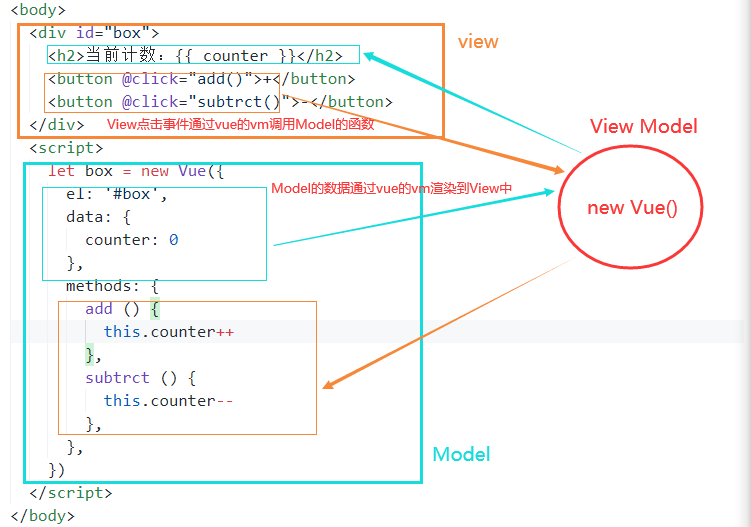 <body>
<div id="box">
view
<h2>当前计数: {{ counter }}</h2>
<button @click="add()">+</button>
<button @click="subtrct()">-</button>
</div>
View点击事件通过vue的vm调用Model的函数
View Model
<script>
let box = new Vue({
el: '#box',
Model的数据通过vue的vm渲染到View中
new Vue()
data: {
counter: 0
},
methods: {
add () {
this.counter++
},
subtrct () {
this.counter--
},
},
Model
})
</script>
</body>